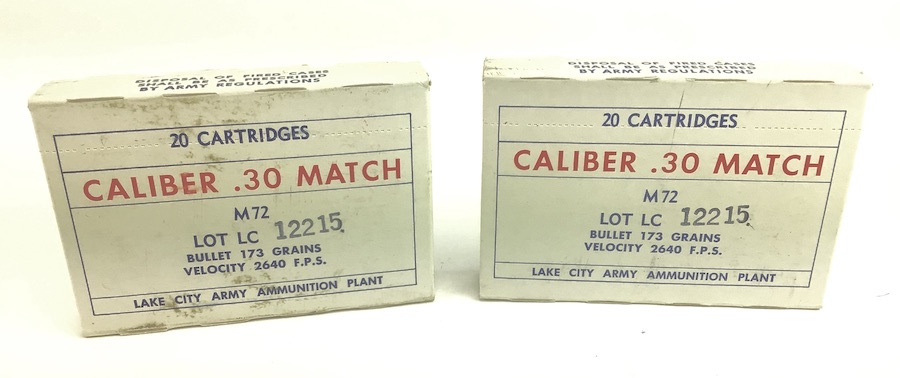 DISPOSAL OF FIRED CASES
SHALL BE AS PRESCRIBED
BY ARMY REGULATIONS
20 CARTRIDGES
CALIBER .30 MATCH
M72
LOT LC 12215
BULLET 173 GRAINS
VELOCITY 2640 F.P.S.
LAKE CITY ARMY AMMUNITION PLANT
DISPOSAL OF FIRED CASES
SHALL BE AS PRESCRIBED
BY ARMY REGULATIONS
20 CARTRIDGES
CALIBER .30 MATCH
M72
LOT LC 12215
BULLET 173 GRAINS
VELOCITY 2640 F.P.S.
LAKE CITY ARMY AMMUNITION PLANT